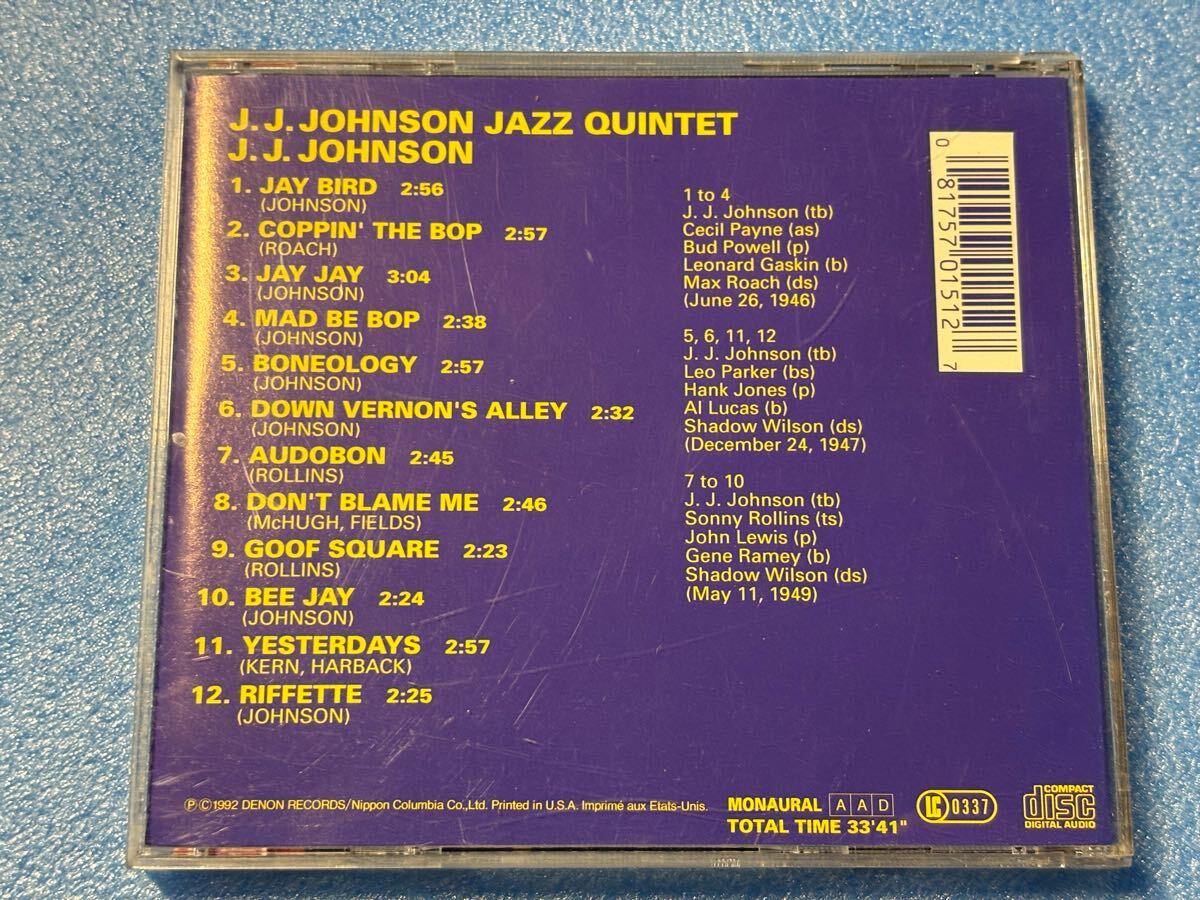 J. J. JOHNSON JAZZ QUINTET
J. J. JOHNSON
1. JAY BIRD 2:56
(JOHNSON)
2. COPPIN' THE BOP 2:57
(ROACH)
3. JAY JAY 3:04
(JOHNSON)
4. MAD BE BOP 2:38
(JOHNSON)
5. BONEOLOGY 2:57
(JOHNSON)
6. DOWN VERNON'S ALLEY 2:32
(JOHNSON)
7. AUDOBON 2:45
(ROLLINS)
8. DON'T BLAME ME 2:46
(McHUGH, FIELDS)
9. GOOF SQUARE 2:23
(ROLLINS)
10. BEE JAY 2:24
(JOHNSON)
11. YESTERDAYS 2:57
(KERN, HARBACK)
12. RIFFETTE 2:25
(JOHNSON)
1 to 4
J. J. Johnson (tb)
Cecil Payne (as)
Bud Powell (p)
Leonard Gaskin (b)
Max Roach (ds)
(June 26, 1946)
5, 6, 11, 12
J. J. Johnson (tb)
Leo Parker (bs)
Hank Jones (p)
Al Lucas (b)
Shadow Wilson (ds)
(December 24, 1947)
7 to 10
J. J. Johnson (tb)
Sonny Rollins (ts)
John Lewis (p)
Gene Ramey (b)
Shadow Wilson (ds)
(May 11, 1949)
0 81757 01512 7
ⓅⒸ1992 DENON RECORDS/Nippon Columbia Co.,Ltd. Printed in U.S.A. Imprimé aux Etats-Unis.
MONAURAL A A D
TOTAL TIME 33'41"
LC 0337
COMPACT
disc
DIGITAL AUDIO